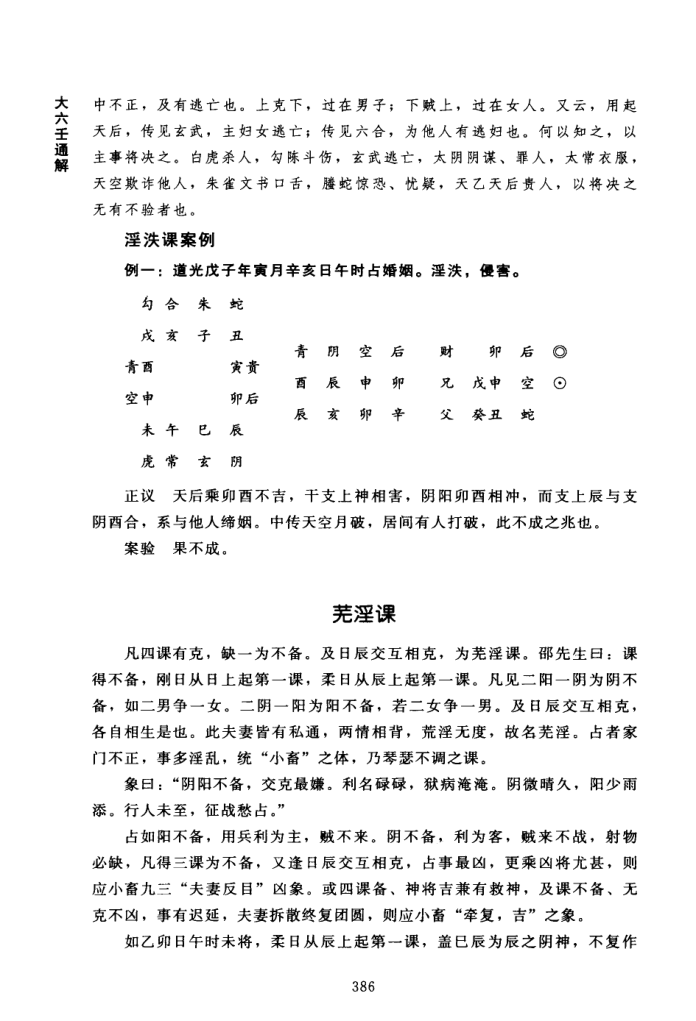 大六壬通解
中不正，及有逃亡也。上克下，过在男子；下贼上，过在女人。又云，用起
天后，传见玄武，主妇女逃亡；传见六合，为他人有逃妇也。何以知之，以
主事将决之。白虎杀人，勾陈斗伤，玄武逃亡，太阴阴谋、罪人，太常衣服，
天空欺诈他人，朱雀文书口舌，螣蛇惊恐、忧疑，天乙天后贵人，以将决之
无有不验者也。
淫泆课案例
例一：道光戊子年寅月辛亥日午时占婚姻。淫泆，侵害。
勾 合 朱 蛇
戌 亥 子 丑
青酉 寅贵
空申 卯后
未 午 巳 辰
虎 常 玄 阴
青 阴 空 后
酉 辰 申 卯
辰 亥 卯 辛
财 卯 后 ◎
兄 戊申 空 ⊙
父 癸丑 蛇
正议 天后乘卯酉不吉，干支上神相害，阴阳卯酉相冲，而支上辰与支
阴酉合，系与他人缔姻。中传天空月破，居间有人打破，此不成之兆也。
案验 果不成。
芜淫课
凡四课有克，缺一为不备。及日辰交互相克，为芜淫课。邵先生曰：课
得不备，刚日从日上起第一课，柔日从辰上起第一课。凡见二阳一阴为阴不
备，如二男争一女。二阴一阳为阳不备，若二女争一男。及日辰交互相克，
各自相生是也。此夫妻皆有私通，两情相背，荒淫无度，故名芜淫。占者家
门不正，事多淫乱，统“小畜”之体，乃琴瑟不调之课。
象曰：“阴阳不备，交克最嫌。利名碌碌，狱病淹淹。阴微晴久，阳少雨
添。行人未至，征战愁占。”
占如阳不备，用兵利为主，贼不来。阴不备，利为客，贼来不战，射物
必缺，凡得三课为不备，又逢日辰交互相克，占事最凶，更乘凶将尤甚，则
应小畜九三“夫妻反目”凶象。或四课备、神将吉兼有救神，及课不备、无
克不凶，事有迟延，夫妻拆散终复团圆，则应小畜“牵复，吉”之象。
如乙卯日午时未将，柔日从辰上起第一课，盖巳辰为辰之阴神，不复作
386